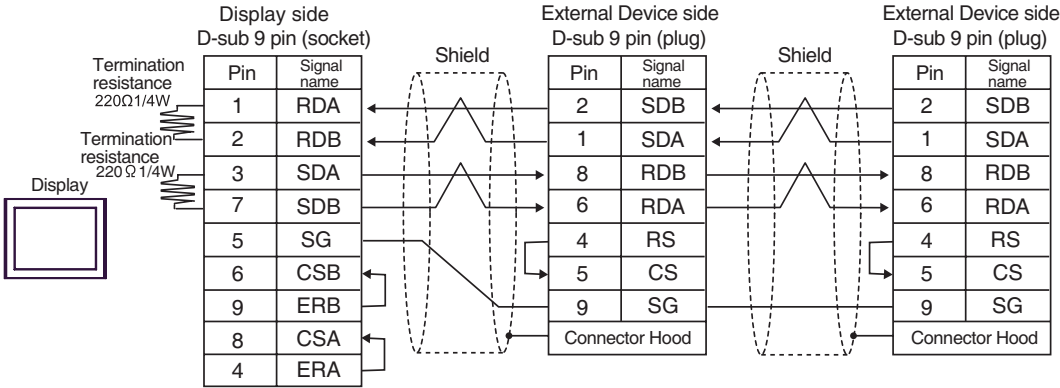 Display side
D-sub 9 pin (socket)
External Device side
D-sub 9 pin (plug)
External Device side
D-sub 9 pin (plug)
Termination
resistance
220Ω1/4W
Termination
resistance
220Ω1/4W
Display
Shield
Shield
Pin Signal name
1 RDA
2 RDB
3 SDA
7 SDB
5 SG
6 CSB
9 ERB
8 CSA
4 ERA
Pin Signal name
2 SDB
1 SDA
8 RDB
6 RDA
4 RS
5 CS
9 SG
Connector Hood
Pin Signal name
2 SDB
1 SDA
8 RDB
6 RDA
4 RS
5 CS
9 SG
Connector Hood